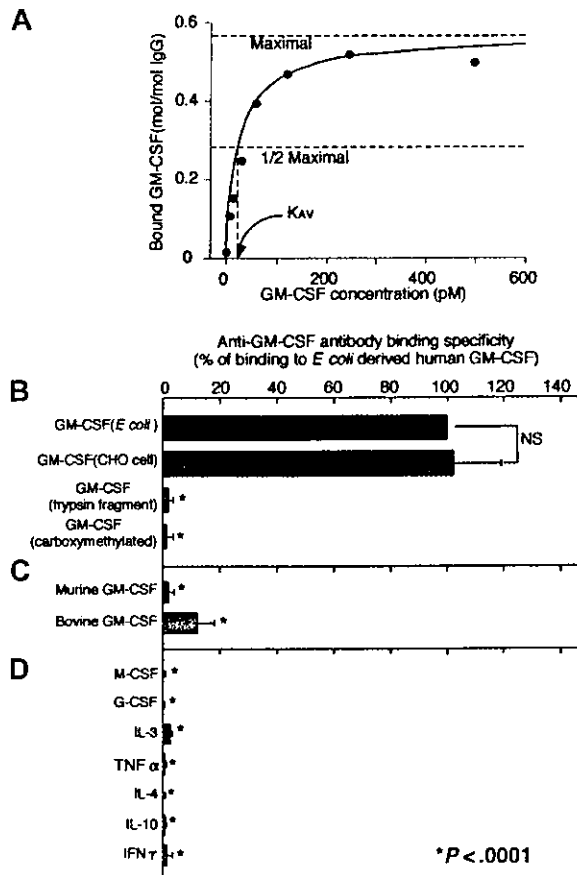 A
Bound GM-CSF(mol/mol IgG)
0.6
0.4
0.2
0
Maximal
1/2 Maximal
KAV
0
200
400
600
GM-CSF concentration (pM)
Anti-GM-CSF antibody binding specificity
(% of binding to E coli derived human GM-CSF)
B
0 20 40 60 80 100 120 140
GM-CSF(E coli)
GM-CSF(CHO cell)
NS
GM-CSF
(trypsin fragment)
*
GM-CSF
(carboxymethylated)
*
C
Murine GM-CSF
*
Bovine GM-CSF
*
D
M-CSF
*
G-CSF
*
IL-3
*
TNF α
*
IL-4
*
IL-10
*
IFN γ
*
*P<.0001